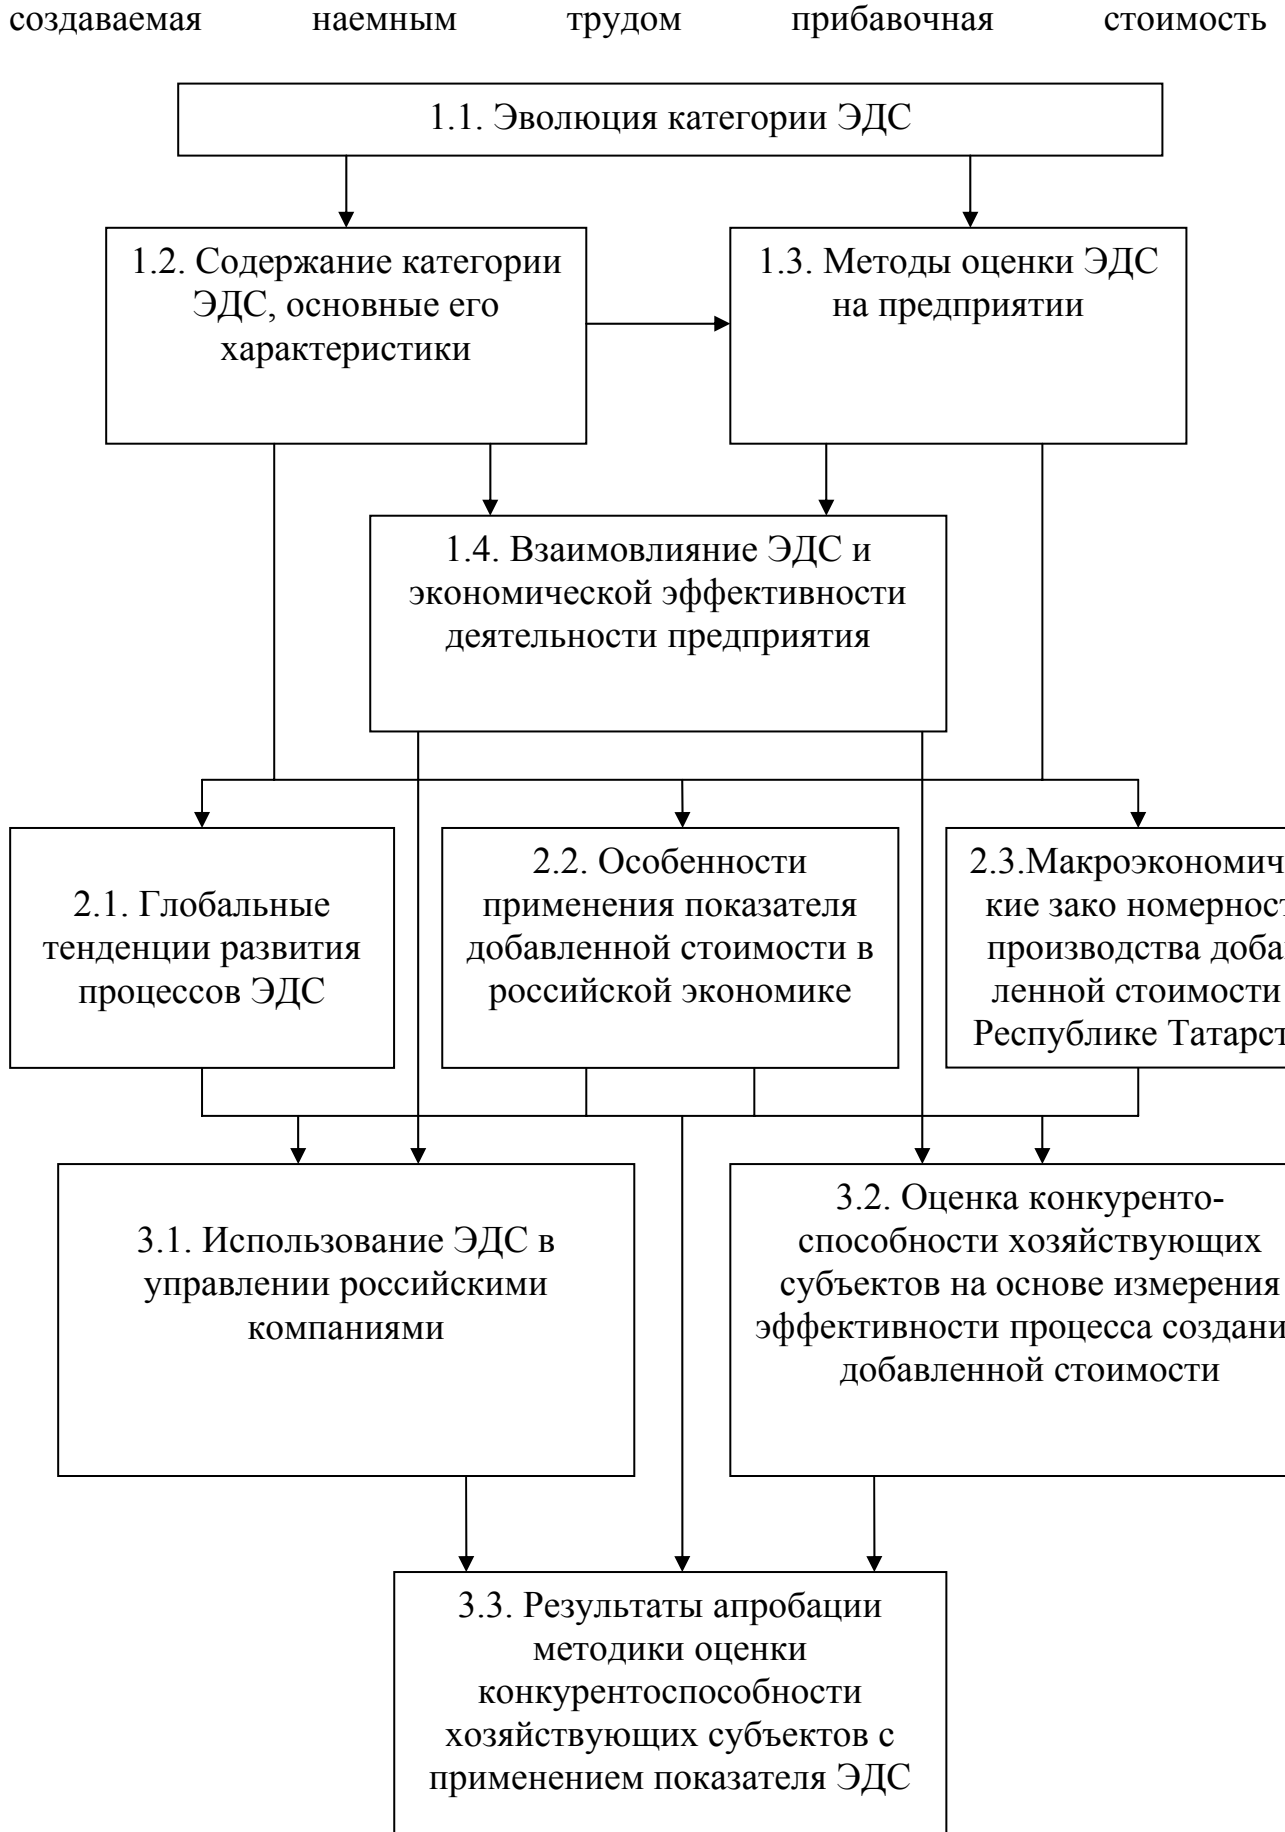 создаваемая наемным трудом прибавочная стоимость
1.1. Эволюция категории ЭДС
1.2. Содержание категории
ЭДС, основные его
характеристики
1.3. Методы оценки ЭДС
на предприятии
1.4. Взаимовлияние ЭДС и
экономической эффективности
деятельности предприятия
2.1. Глобальные
тенденции развития
процессов ЭДС
2.2. Особенности
применения показателя
добавленной стоимости в
российской экономике
2.3.Макроэкономичес
кие зако номерност
производства добав
ленной стоимости
Республике Татарст
3.1. Использование ЭДС в
управлении российскими
компаниями
3.2. Оценка конкуренто-
способности хозяйствующих
субъектов на основе измерения
эффективности процесса создани
добавленной стоимости
3.3. Результаты апробации
методики оценки
конкурентоспособности
хозяйствующих субъектов с
применением показателя ЭДС